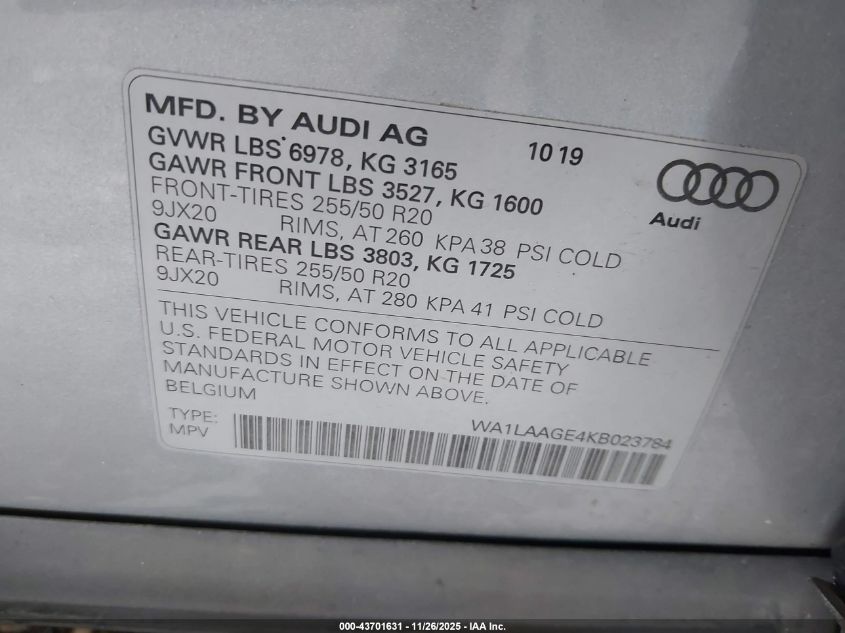 MFD. BY AUDI AG 10 19
GVWR LBS 6978, KG 3165
GAWR FRONT LBS 3527, KG 1600
FRONT-TIRES 255/50 R20
9JX20 RIMS, AT 260 KPA 38 PSI COLD
GAWR REAR LBS 3803, KG 1725
REAR-TIRES 255/50 R20
9JX20 RIMS, AT 280 KPA 41 PSI COLD
Audi
THIS VEHICLE CONFORMS TO ALL APPLICABLE
U.S. FEDERAL MOTOR VEHICLE SAFETY
STANDARDS IN EFFECT ON THE DATE OF
MANUFACTURE SHOWN ABOVE.
BELGIUM
WA1LAAGE4KB023784
TYPE:
MPV
000-43701631 - 11/26/2025 - IAA Inc.